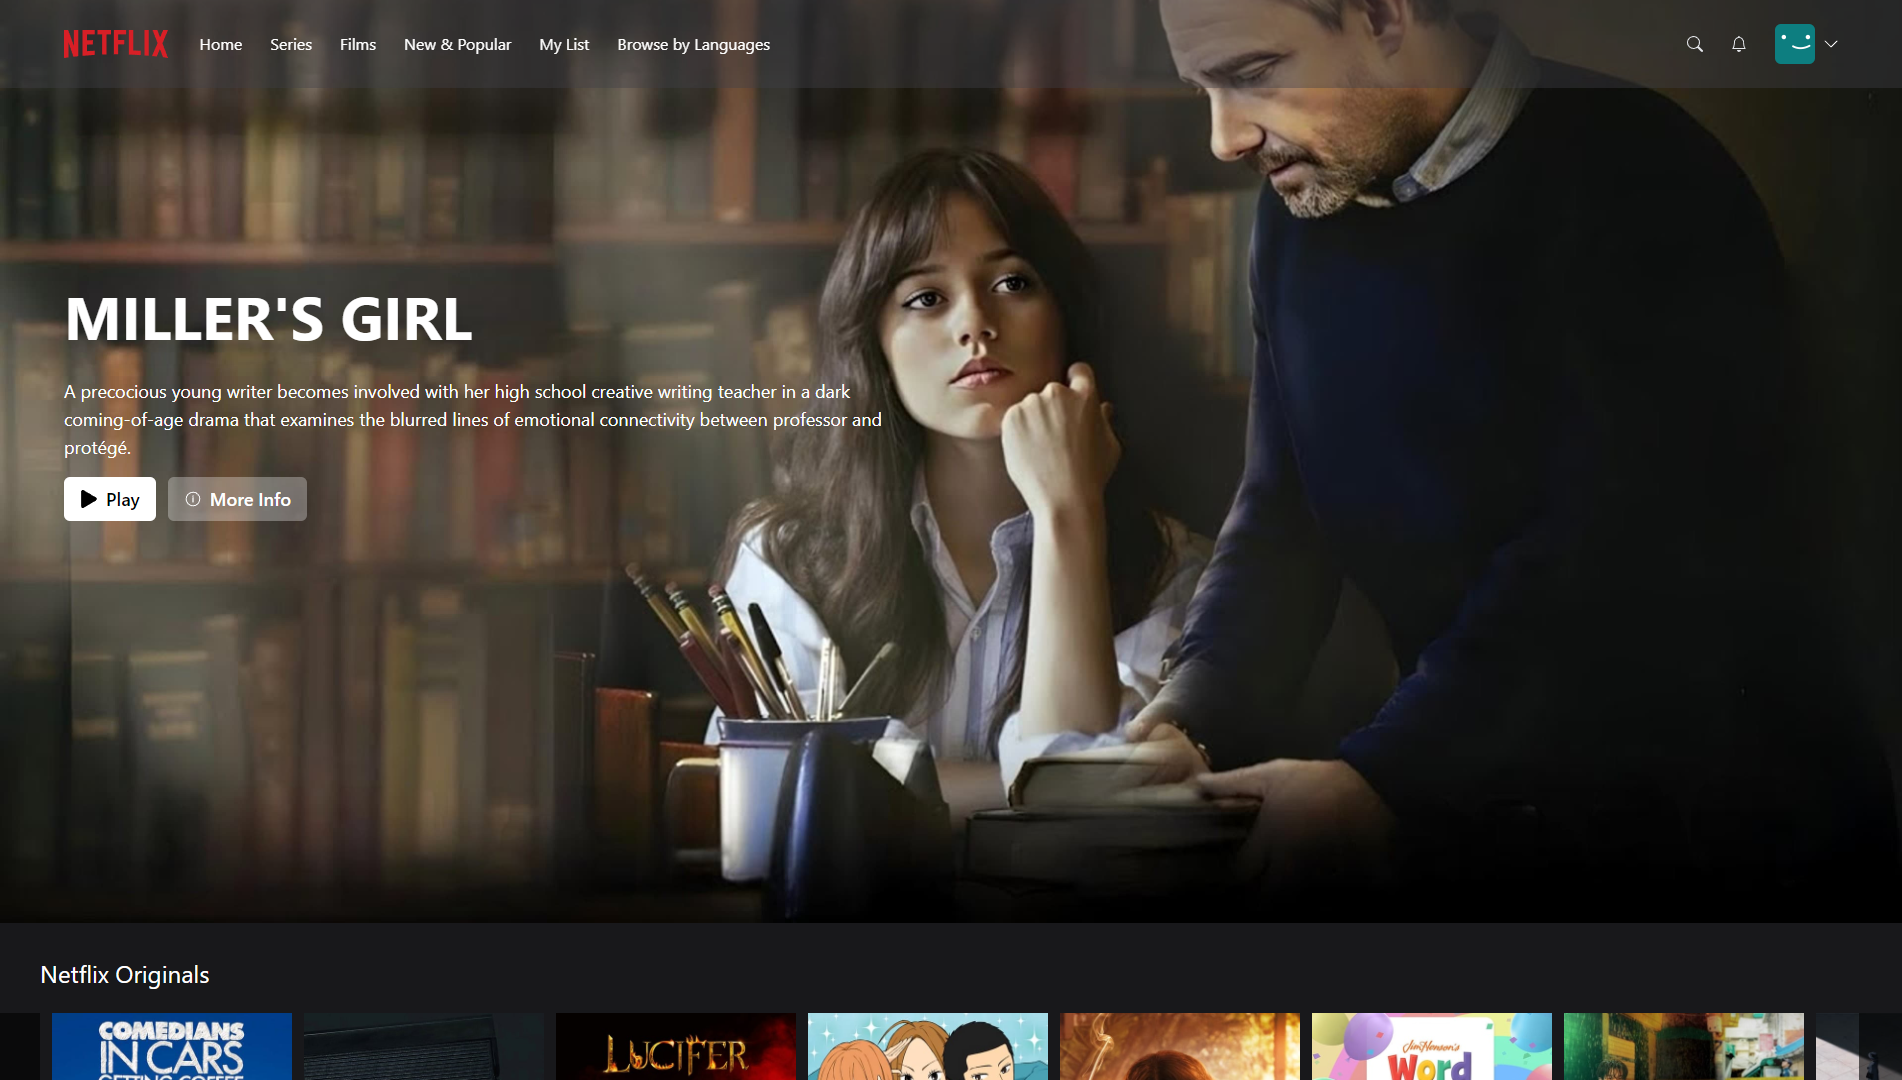 NETFLIX
Home
Series
Films
New & Popular
My List
Browse by Languages
MILLER'S GIRL
A precocious young writer becomes involved with her high school creative writing teacher in a dark
coming-of-age drama that examines the blurred lines of emotional connectivity between professor and
protégé.
Play
More Info
Netflix Originals
COMEDIANS
IN CARS
GETTING COFFEE
LUCIFER
Jim Henson's
Word